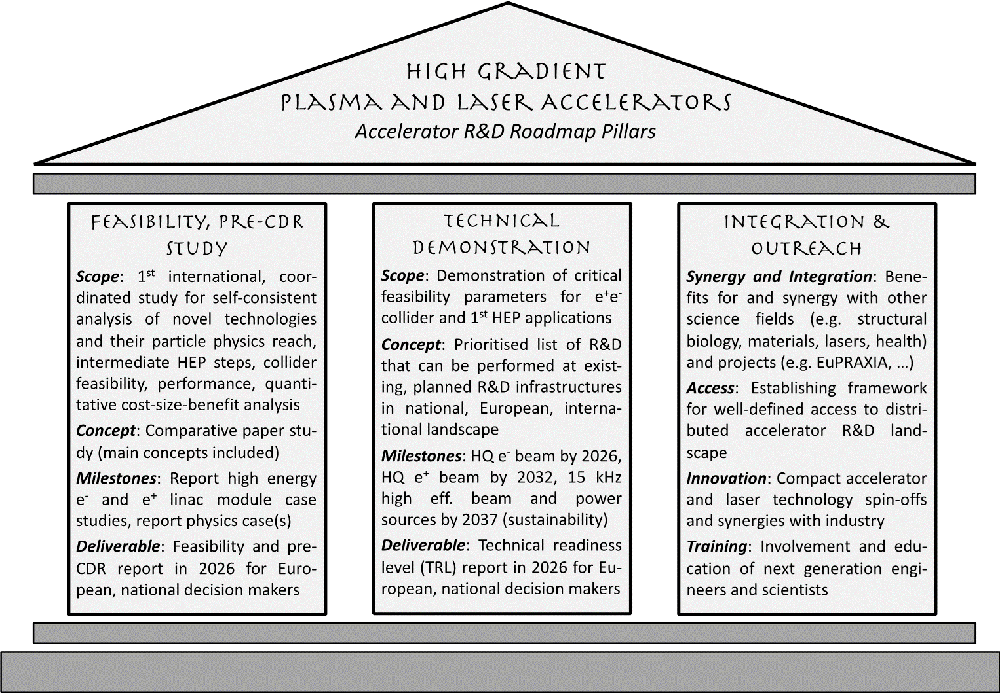 HIGH GRADIENT
PLASMA AND LASER ACCELERATORS
Accelerator R&D Roadmap Pillars
FEASIBILITY, PRE-CDR
STUDY
Scope: 1st international, coor-
dinated study for self-consistent
analysis of novel technologies
and their particle physics reach,
intermediate HEP steps, collider
feasibility, performance, quanti-
tative cost-size-benefit analysis
Concept: Comparative paper stu-
dy (main concepts included)
Milestones: Report high energy
e- and e+ linac module case
studies, report physics case(s)
Deliverable: Feasibility and pre-
CDR report in 2026 for Euro-
pean, national decision makers
TECHNICAL
DEMONSTRATION
Scope: Demonstration of critical
feasibility parameters for e+e-
collider and 1st HEP applications
Concept: Prioritised list of R&D
that can be performed at exist-
ing, planned R&D infrastructures
in national, European, interna-
tional landscape
Milestones: HQ e- beam by 2026,
HQ e+ beam by 2032, 15 kHz
high eff. beam and power
sources by 2037 (sustainability)
Deliverable: Technical readiness
level (TRL) report in 2026 for Eu-
ropean, national decision makers
INTEGRATION &
OUTREACH
Synergy and Integration: Bene-
fits for and synergy with other
science fields (e.g. structural
biology, materials, lasers, health)
and projects (e.g. EuPRAXIA, …)
Access: Establishing framework
for well-defined access to distri-
buted accelerator R&D land-
scape
Innovation: Compact accelerator
and laser technology spin-offs
and synergies with industry
Training: Involvement and edu-
cation of next generation engi-
neers and scientists